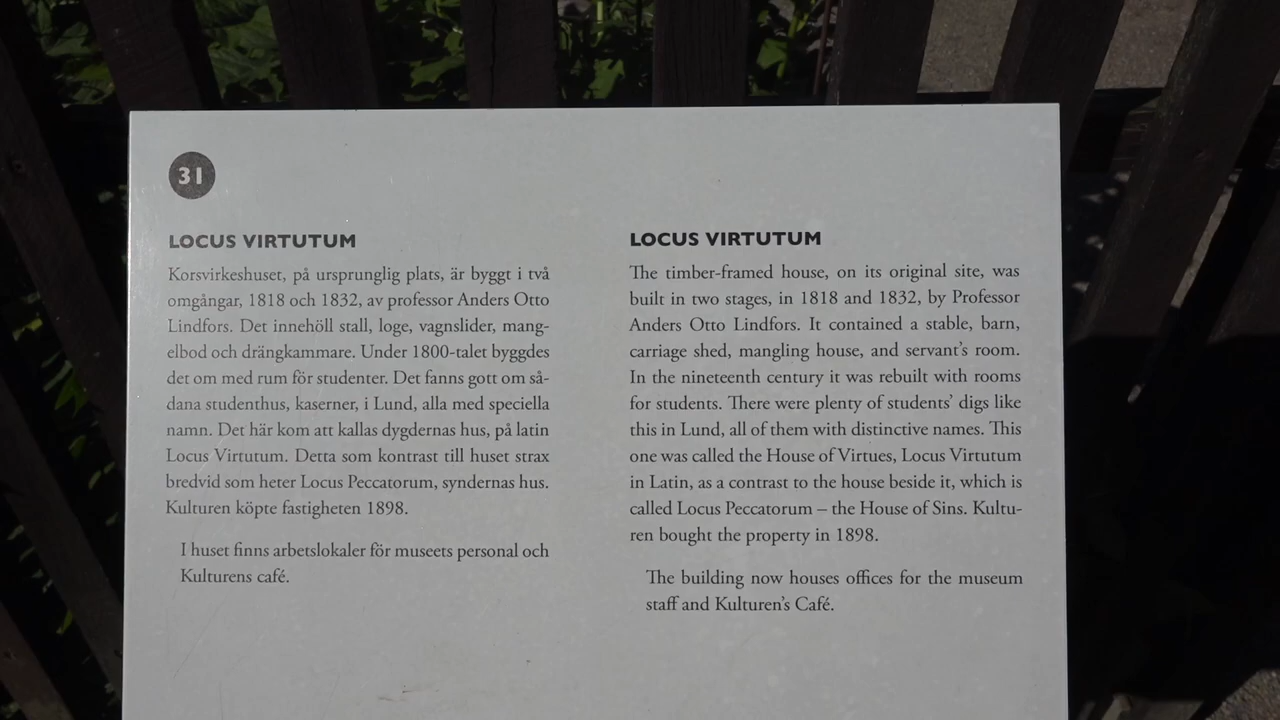 31
LOCUS VIRTUTUM
Korsvirkeshuset, på ursprunglig plats, är byggt i två
omgångar, 1818 och 1832, av professor Anders Otto
Lindfors. Det innehöll stall, loge, vagnslider, mang-
elbod och drängkammare. Under 1800-talet byggdes
det om med rum för studenter. Det fanns gott om så-
dana studenthus, kaserner, i Lund, alla med speciella
namn. Det här kom att kallas dygdernas hus, på latin
Locus Virtutum. Detta som kontrast till huset strax
bredvid som heter Locus Peccatorum, syndernas hus.
Kulturen köpte fastigheten 1898.
I huset finns arbetslokaler för museets personal och
Kulturens café.
LOCUS VIRTUTUM
The timber-framed house, on its original site, was
built in two stages, in 1818 and 1832, by Professor
Anders Otto Lindfors. It contained a stable, barn,
carriage shed, mangling house, and servant's room.
In the nineteenth century it was rebuilt with rooms
for students. There were plenty of students' digs like
this in Lund, all of them with distinctive names. This
one was called the House of Virtues, Locus Virtutum
in Latin, as a contrast to the house beside it, which is
called Locus Peccatorum – the House of Sins. Kultu-
ren bought the property in 1898.
The building now houses offices for the museum
staff and Kulturen's Café.